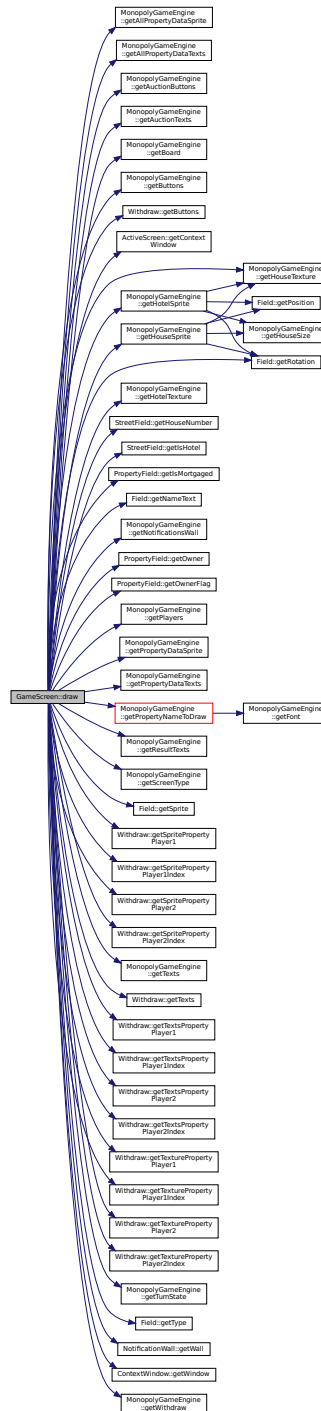 MonopolyGameEngine
::getAllPropertyDataSprite
MonopolyGameEngine
::getAllPropertyDataTexts
MonopolyGameEngine
::getAuctionButtons
MonopolyGameEngine
::getAuctionTexts
MonopolyGameEngine
::getBoard
MonopolyGameEngine
::getButtons
Withdraw::getButtons
ActiveScreen::getContext
Window
MonopolyGameEngine
::getHouseTexture
MonopolyGameEngine
::getHotelSprite
Field::getPosition
MonopolyGameEngine
::getHouseSprite
MonopolyGameEngine
::getHouseSize
Field::getRotation
MonopolyGameEngine
::getHotelTexture
StreetField::getHouseNumber
StreetField::getIsHotel
PropertyField::getIsMortgaged
Field::getNameText
MonopolyGameEngine
::getNotificationsWall
PropertyField::getOwner
PropertyField::getOwnerFlag
MonopolyGameEngine
::getPlayers
MonopolyGameEngine
::getPropertyDataSprite
MonopolyGameEngine
::getPropertyDataTexts
GameScreen::draw
MonopolyGameEngine
::getPropertyNameToDraw
MonopolyGameEngine
::getFont
MonopolyGameEngine
::getResultTexts
MonopolyGameEngine
::getScreenType
Field::getSprite
Withdraw::getSpriteProperty
Player1
Withdraw::getSpriteProperty
Player1Index
Withdraw::getSpriteProperty
Player2
Withdraw::getSpriteProperty
Player2Index
MonopolyGameEngine
::getTexts
Withdraw::getTexts
Withdraw::getTextsProperty
Player1
Withdraw::getTextsProperty
Player1Index
Withdraw::getTextsProperty
Player2
Withdraw::getTextsProperty
Player2Index
Withdraw::getTextureProperty
Player1
Withdraw::getTextureProperty
Player1Index
Withdraw::getTextureProperty
Player2
Withdraw::getTextureProperty
Player2Index
MonopolyGameEngine
::getTurnState
Field::getType
NotificationWall::getWall
ContextWindow::getWindow
MonopolyGameEngine
::getWithdraw